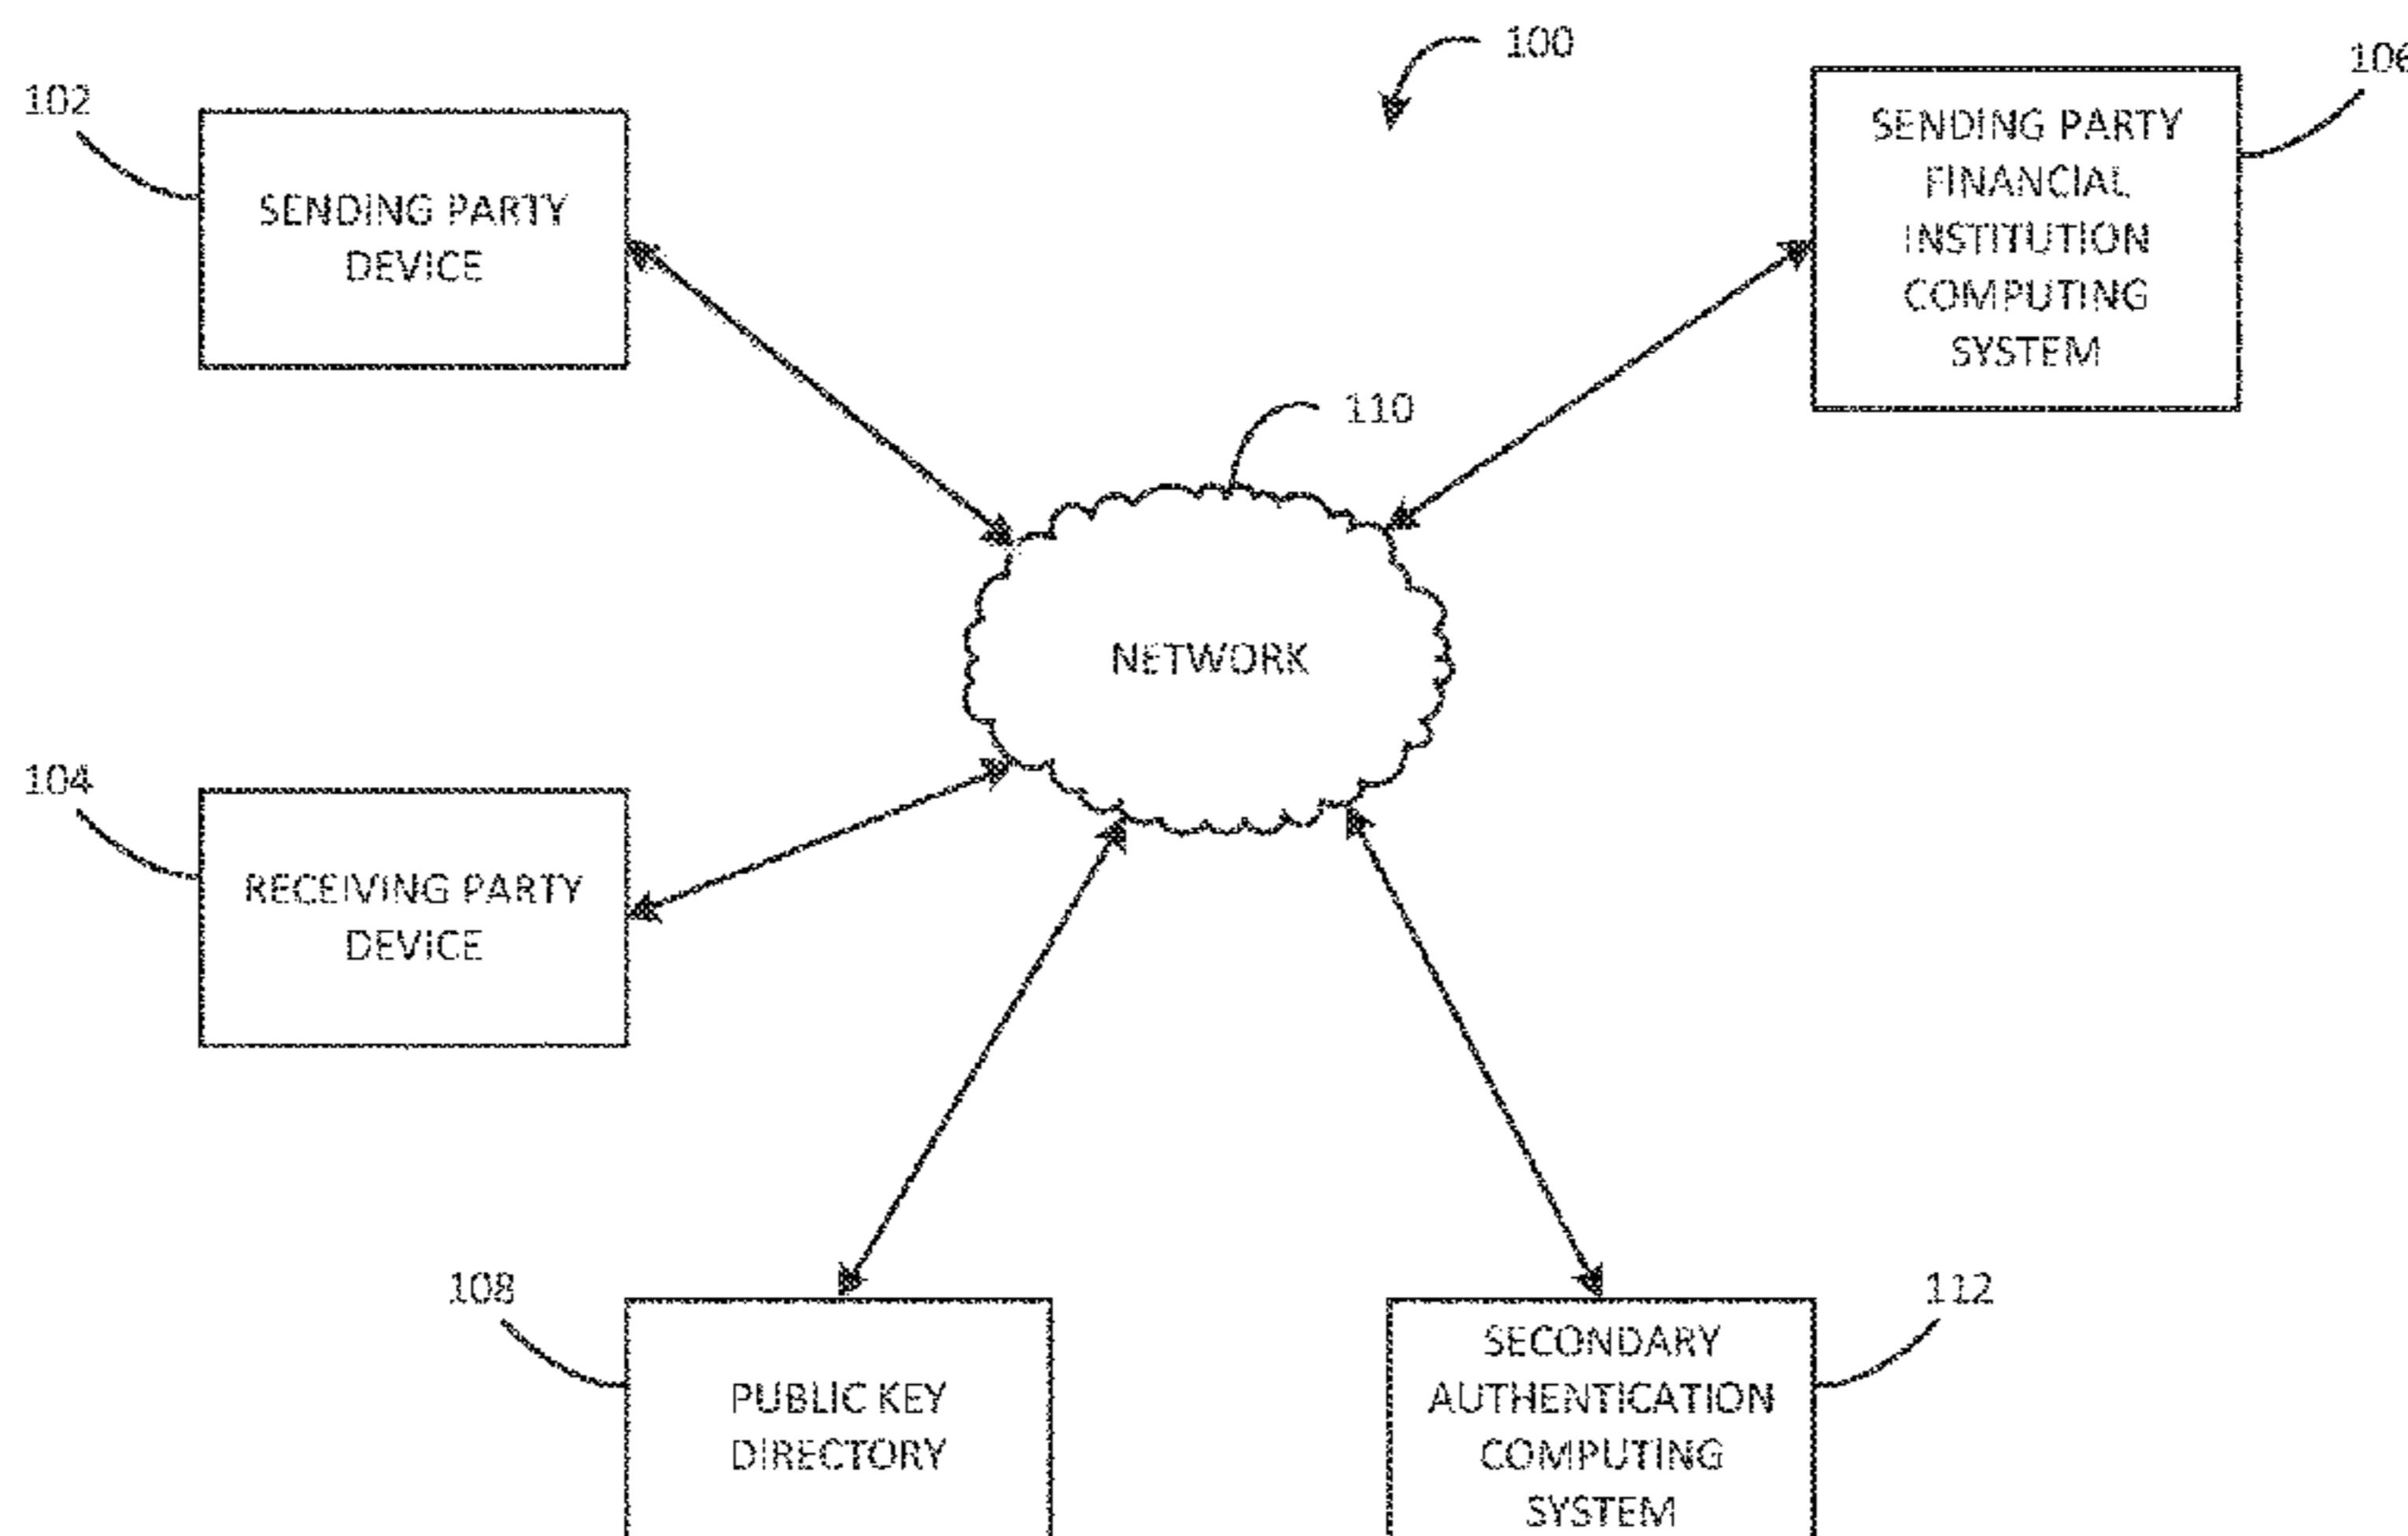 100
106
102
SENDING PARTY
DEVICE
SENDING PARTY
FINANCIAL
INSTITUTION
COMPUTING
SYSTEM
110
NETWORK
104
RECEIVING PARTY
DEVICE
108
PUBLIC KEY
DIRECTORY
112
SECONDARY
AUTHENTICATION
COMPUTING
SYSTEM